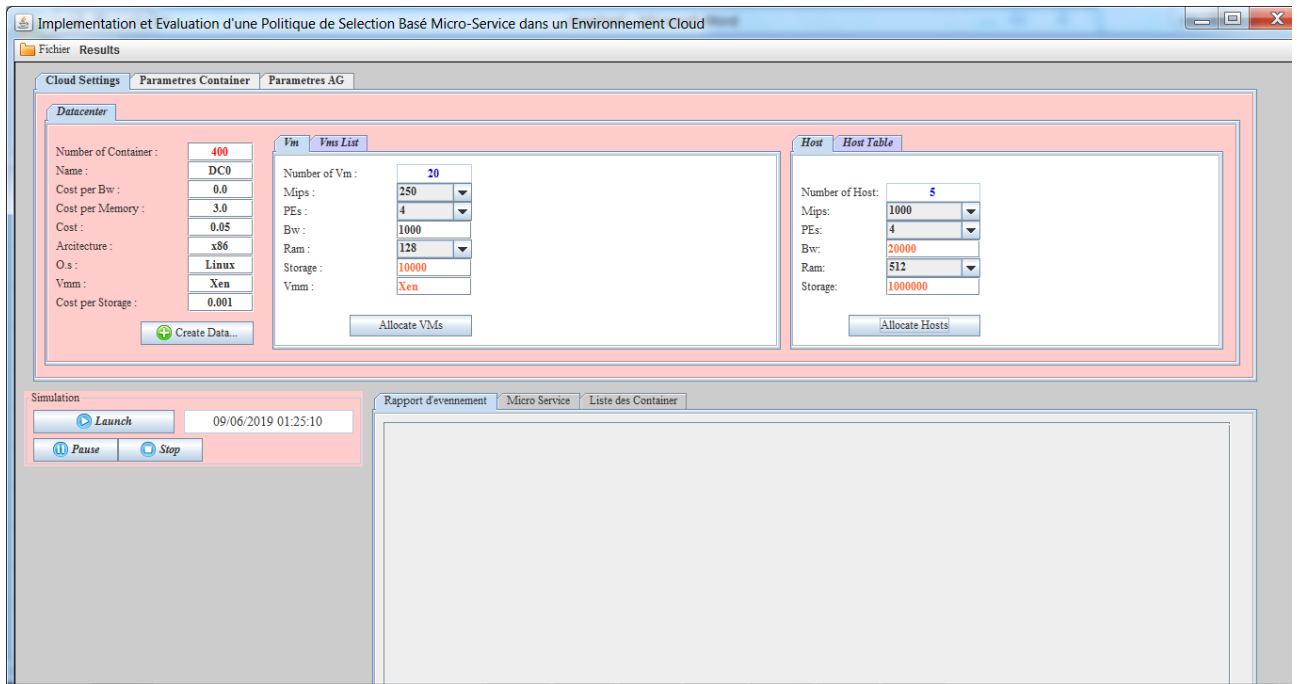 Implementation et Evaluation d'une Politique de Selection Basé Micro-Service dans un Environnement Cloud
Fichier Results
Cloud Settings Parametres Container Parametres AG
Datacenter
Number of Container : 400
Name : DC0
Cost per Bw : 0.0
Cost per Memory : 3.0
Cost : 0.05
Arcitecture : x86
O.s : Linux
Vmm : Xen
Cost per Storage : 0.001
Create Data...
Vm Vms List
Number of Vm : 20
Mips : 250
PEs : 4
Bw : 1000
Ram : 128
Storage : 10000
Vmm : Xen
Allocate VMs
Host Host Table
Number of Host: 5
Mips: 1000
PEs: 4
Bw: 20000
Ram: 512
Storage: 1000000
Allocate Hosts
Simulation
Launch 09/06/2019 01:25:10
Pause Stop
Rapport d'evennement Micro Service Liste des Container